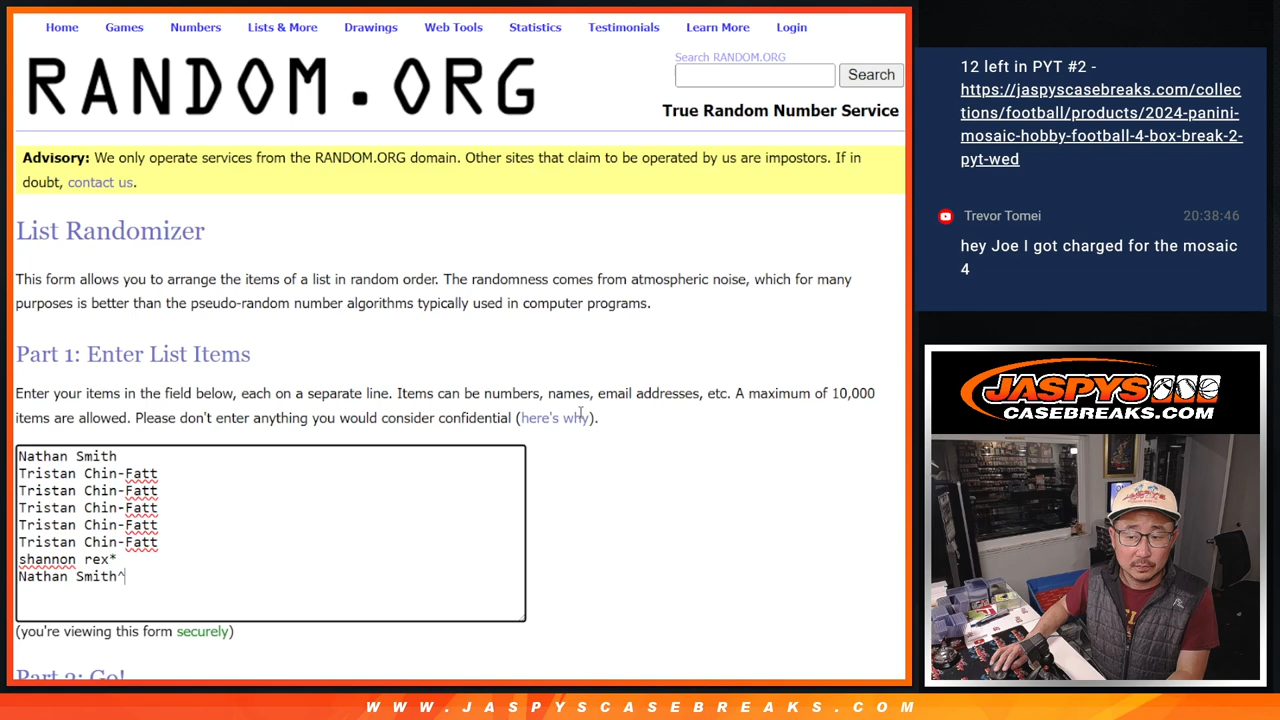 Home Games Numbers Lists & More Drawings Web Tools Statistics Testimonials Learn More Login
RANDOM.ORG
Search RANDOM.ORG
Search
True Random Number Service
Advisory: We only operate services from the RANDOM.ORG domain. Other sites that claim to be operated by us are impostors. If in
doubt, contact us.
List Randomizer
This form allows you to arrange the items of a list in random order. The randomness comes from atmospheric noise, which for many
purposes is better than the pseudo-random number algorithms typically used in computer programs.
Part 1: Enter List Items
Enter your items in the field below, each on a separate line. Items can be numbers, names, email addresses, etc. A maximum of 10,000
items are allowed. Please don't enter anything you would consider confidential (here's why).
Nathan Smith
Tristan Chin-Fatt
Tristan Chin-Fatt
Tristan Chin-Fatt
Tristan Chin-Fatt
Tristan Chin-Fatt
shannon rex*
Nathan Smith^
(you're viewing this form securely)
Part 2: Go!
12 left in PYT #2 -
https://jaspyscasebreaks.com/collec
tions/football/products/2024-panini-
mosaic-hobby-football-4-box-break-2-
pyt-wed
Trevor Tomei 20:38:46
hey Joe I got charged for the mosaic
4
JASPYS
CASEBREAKS.COM
WWW.JASPYSCASEBREAKS.COM